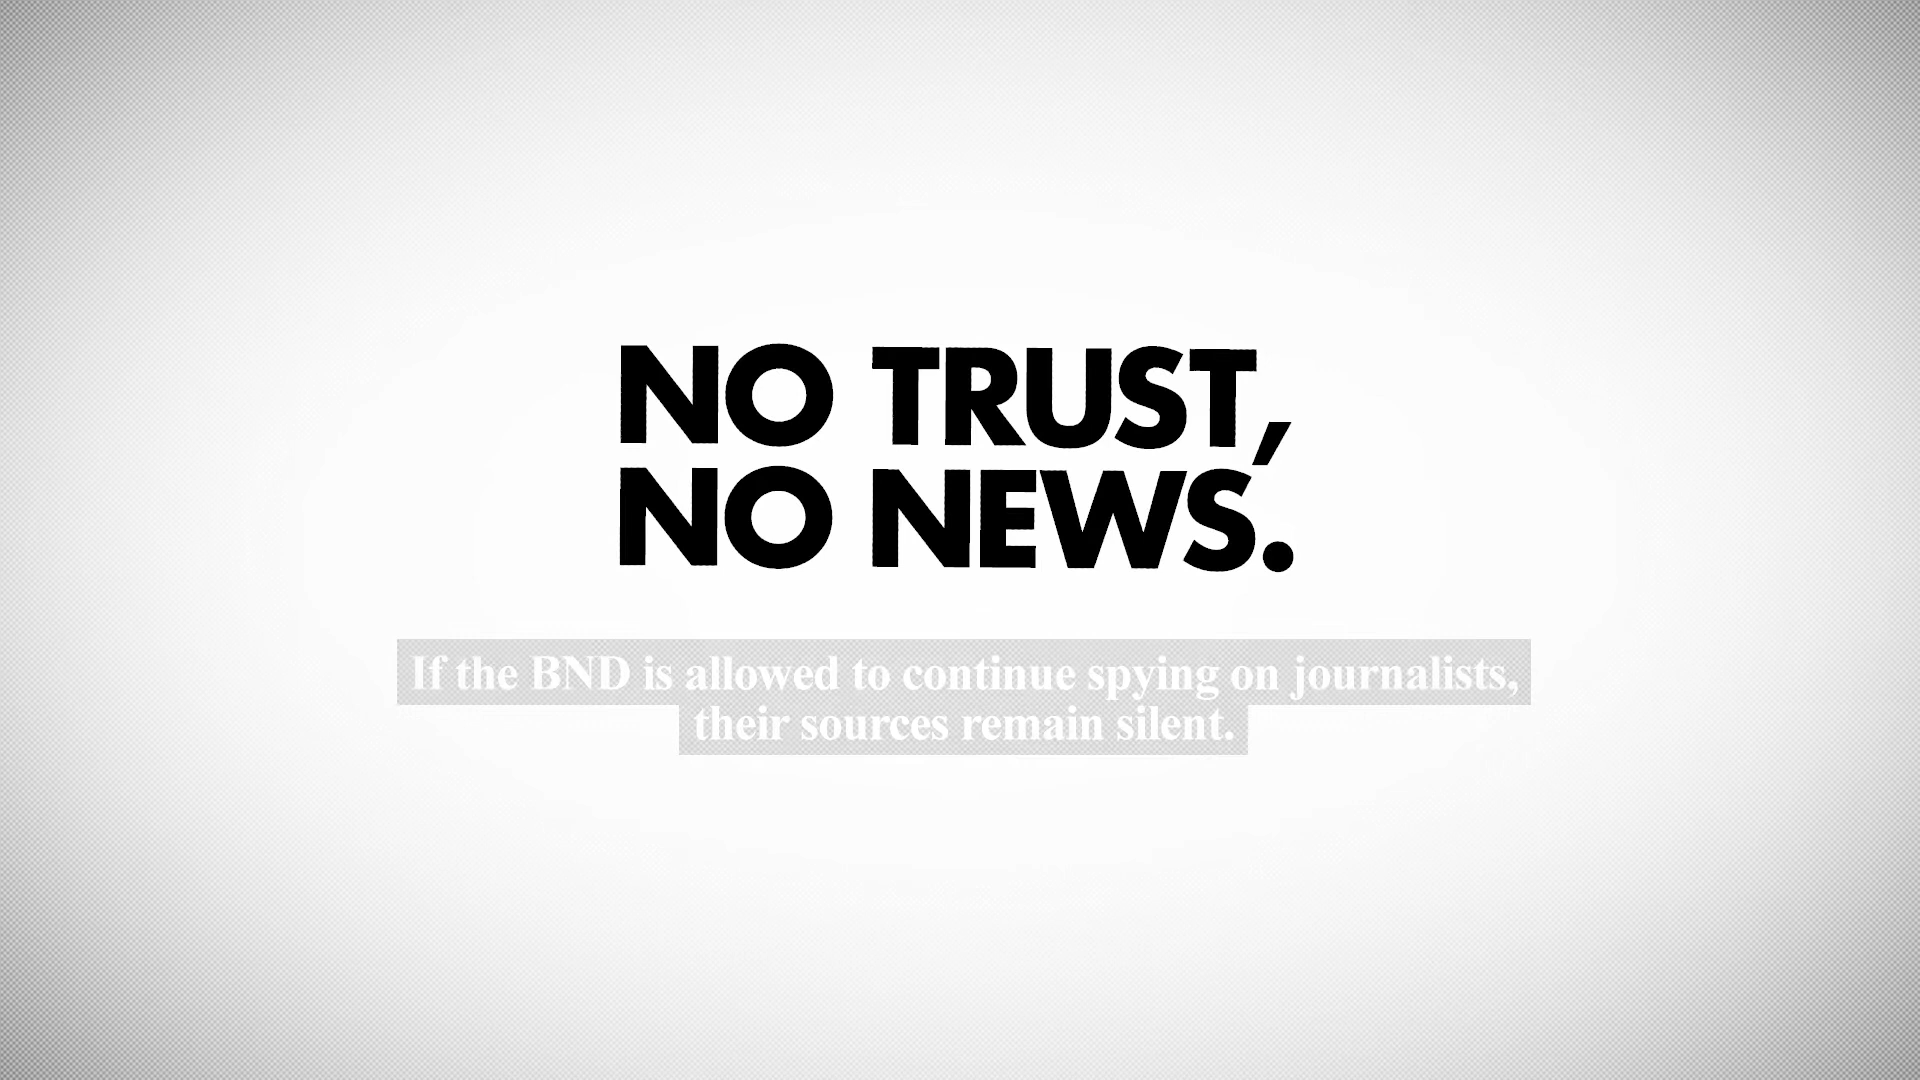 NO TRUST,
NO NEWS.
If the BND is allowed to continue spying on journalists,
their sources remain silent.